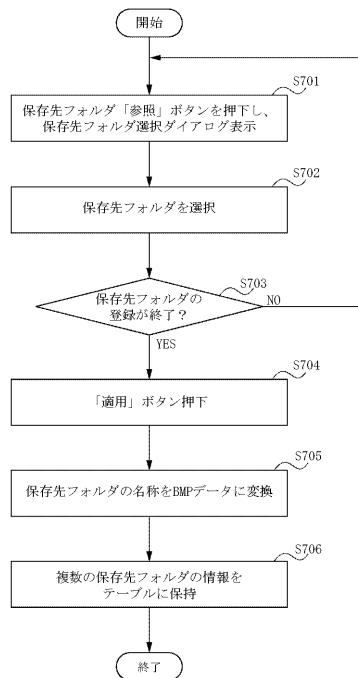 開始
S701
保存先フォルダ「参照」ボタンを押下し、
保存先フォルダ選択ダイアログ表示
S702
保存先フォルダを選択
S703
保存先フォルダの
登録が終了？
NO
YES
S704
「適用」ボタン押下
S705
保存先フォルダの名称をBMPデータに変換
S706
複数の保存先フォルダの情報を
テーブルに保持
終了